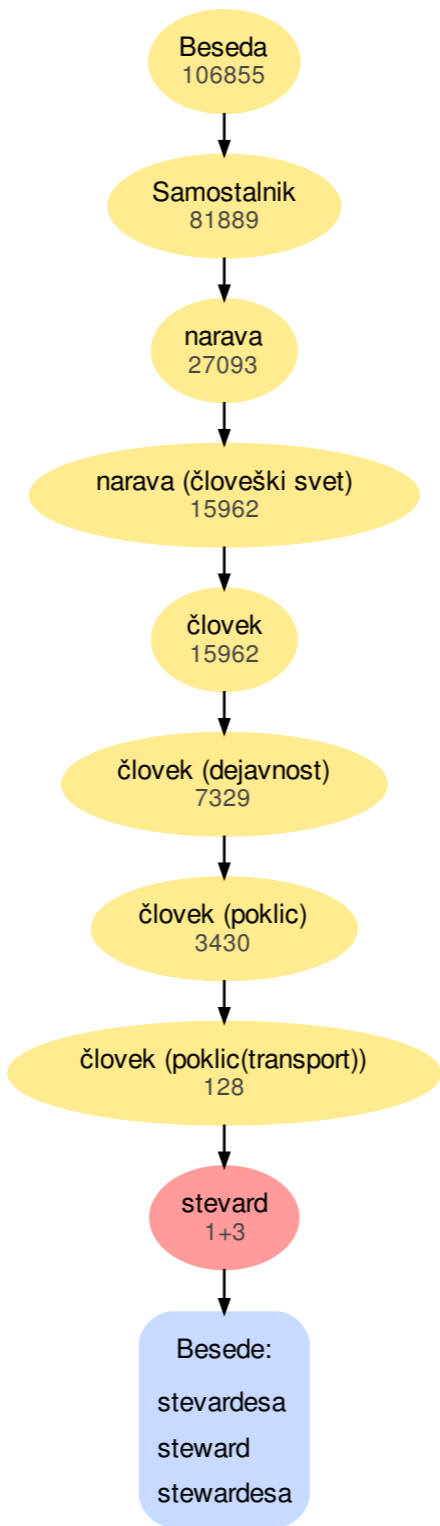 Beseda
106855
Samostalnik
81889
narava
27093
narava (človeški svet)
15962
človek
15962
človek (dejavnost)
7329
človek (poklic)
3430
človek (poklic(transport))
128
stevard
1+3
Besede:
stevardesa
steward
stewardesa